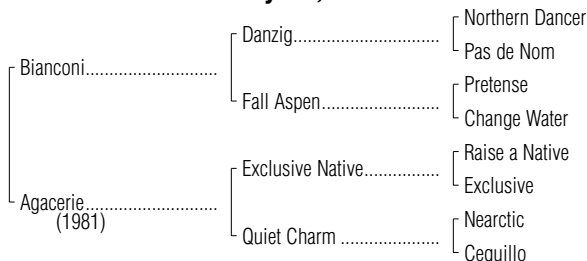 Northern Dancer
Danzig
Pas de Nom
Bianconi
Pretense
Fall Aspen
Change Water
Raise a Native
Exclusive Native
Exclusive
Agacerie
(1981)
Nearctic
Quiet Charm
Cequillo